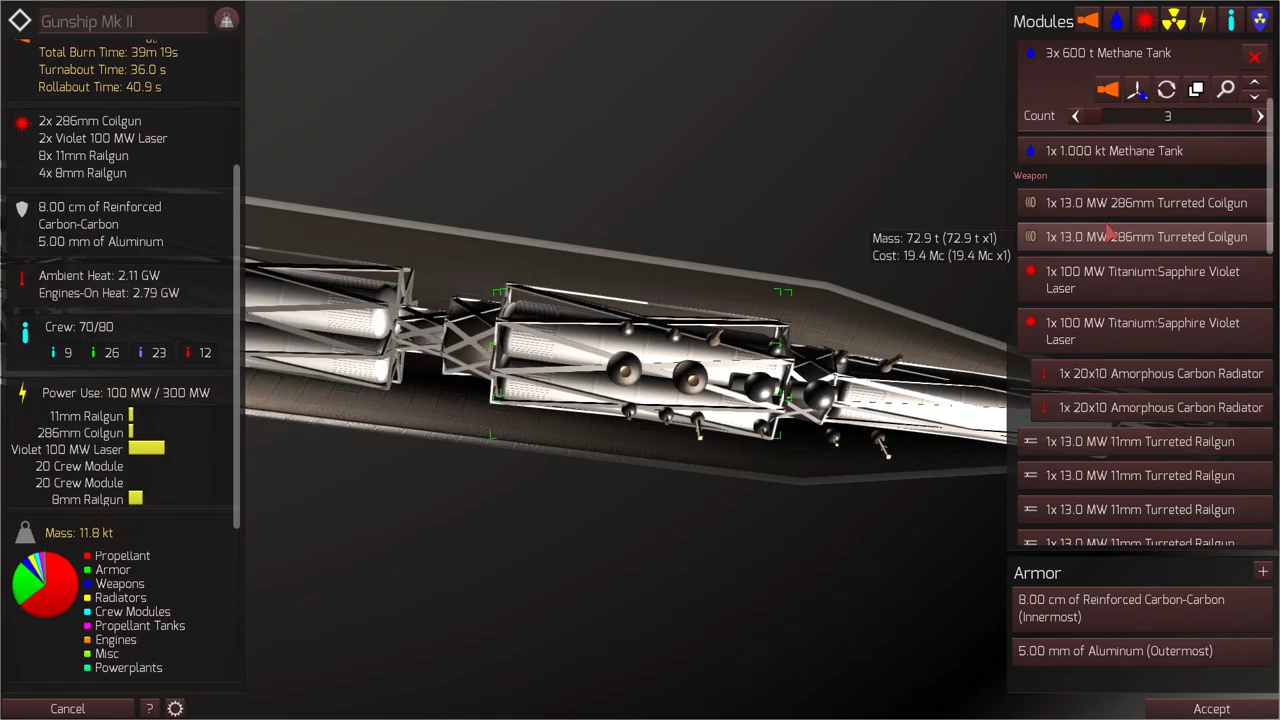 Gunship Mk II
Total Burn Time: 39m 19s
Turnabout Time: 36.0 s
Rollabout Time: 40.9 s
2x 286mm Coilgun
2x Violet 100 MW Laser
8x 11mm Railgun
4x 8mm Railgun
8.00 cm of Reinforced
Carbon-Carbon
5.00 mm of Aluminum
Ambient Heat: 2.11 GW
Engines-On Heat: 2.79 GW
Crew: 70/80
9
26
23
12
Power Use: 100 MW / 300 MW
11mm Railgun
286mm Coilgun
Violet 100 MW Laser
20 Crew Module
20 Crew Module
8mm Railgun
Mass: 11.8 kt
Propellant
Armor
Weapons
Radiators
Crew Modules
Propellant Tanks
Engines
Misc
Powerplants
Cancel
?
Mass: 72.9 t (72.9 t x1)
Cost: 19.4 Mc (19.4 Mc x1)
Modules
3x 600 t Methane Tank
Count
3
1x 1.000 kt Methane Tank
Weapon
1x 13.0 MW 286mm Turreted Coilgun
1x 13.0 MW 286mm Turreted Coilgun
1x 100 MW Titanium:Sapphire Violet
Laser
1x 100 MW Titanium:Sapphire Violet
Laser
1x 20x10 Amorphous Carbon Radiator
1x 20x10 Amorphous Carbon Radiator
1x 13.0 MW 11mm Turreted Railgun
1x 13.0 MW 11mm Turreted Railgun
1x 13.0 MW 11mm Turreted Railgun
1x 13.0 MW 11mm Turreted Railgun
Armor
+
8.00 cm of Reinforced Carbon-Carbon
(Innermost)
5.00 mm of Aluminum (Outermost)
Accept